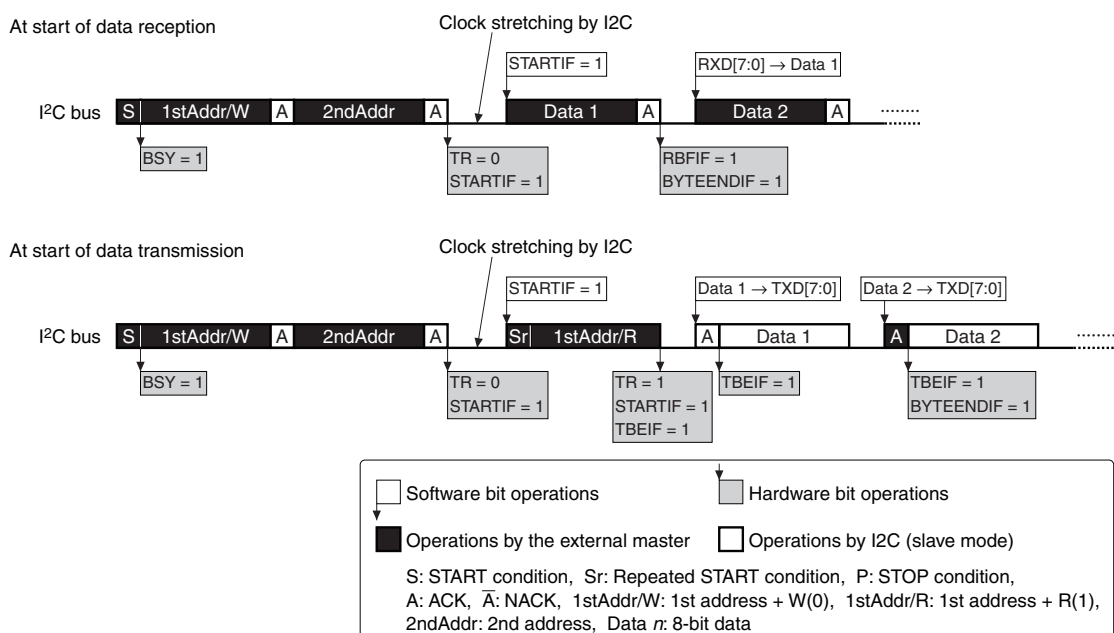 At start of data reception
Clock stretching by I2C
STARTIF = 1
RXD[7:0] → Data 1
I²C bus
S 1stAddr/W A 2ndAddr A Data 1 A Data 2 A
BSY = 1
TR = 0
STARTIF = 1
RBFIF = 1
BYTEENDIF = 1
At start of data transmission
Clock stretching by I2C
STARTIF = 1
Data 1 → TXD[7:0]
Data 2 → TXD[7:0]
I²C bus
S 1stAddr/W A 2ndAddr A Sr 1stAddr/R A Data 1 A Data 2
BSY = 1
TR = 0
STARTIF = 1
TR = 1
STARTIF = 1
TBEIF = 1
TBEIF = 1
TBEIF = 1
BYTEENDIF = 1
Software bit operations
Hardware bit operations
Operations by the external master
Operations by I2C (slave mode)
S: START condition, Sr: Repeated START condition, P: STOP condition,
A: ACK, A̅: NACK, 1stAddr/W: 1st address + W(0), 1stAddr/R: 1st address + R(1),
2ndAddr: 2nd address, Data n: 8-bit data